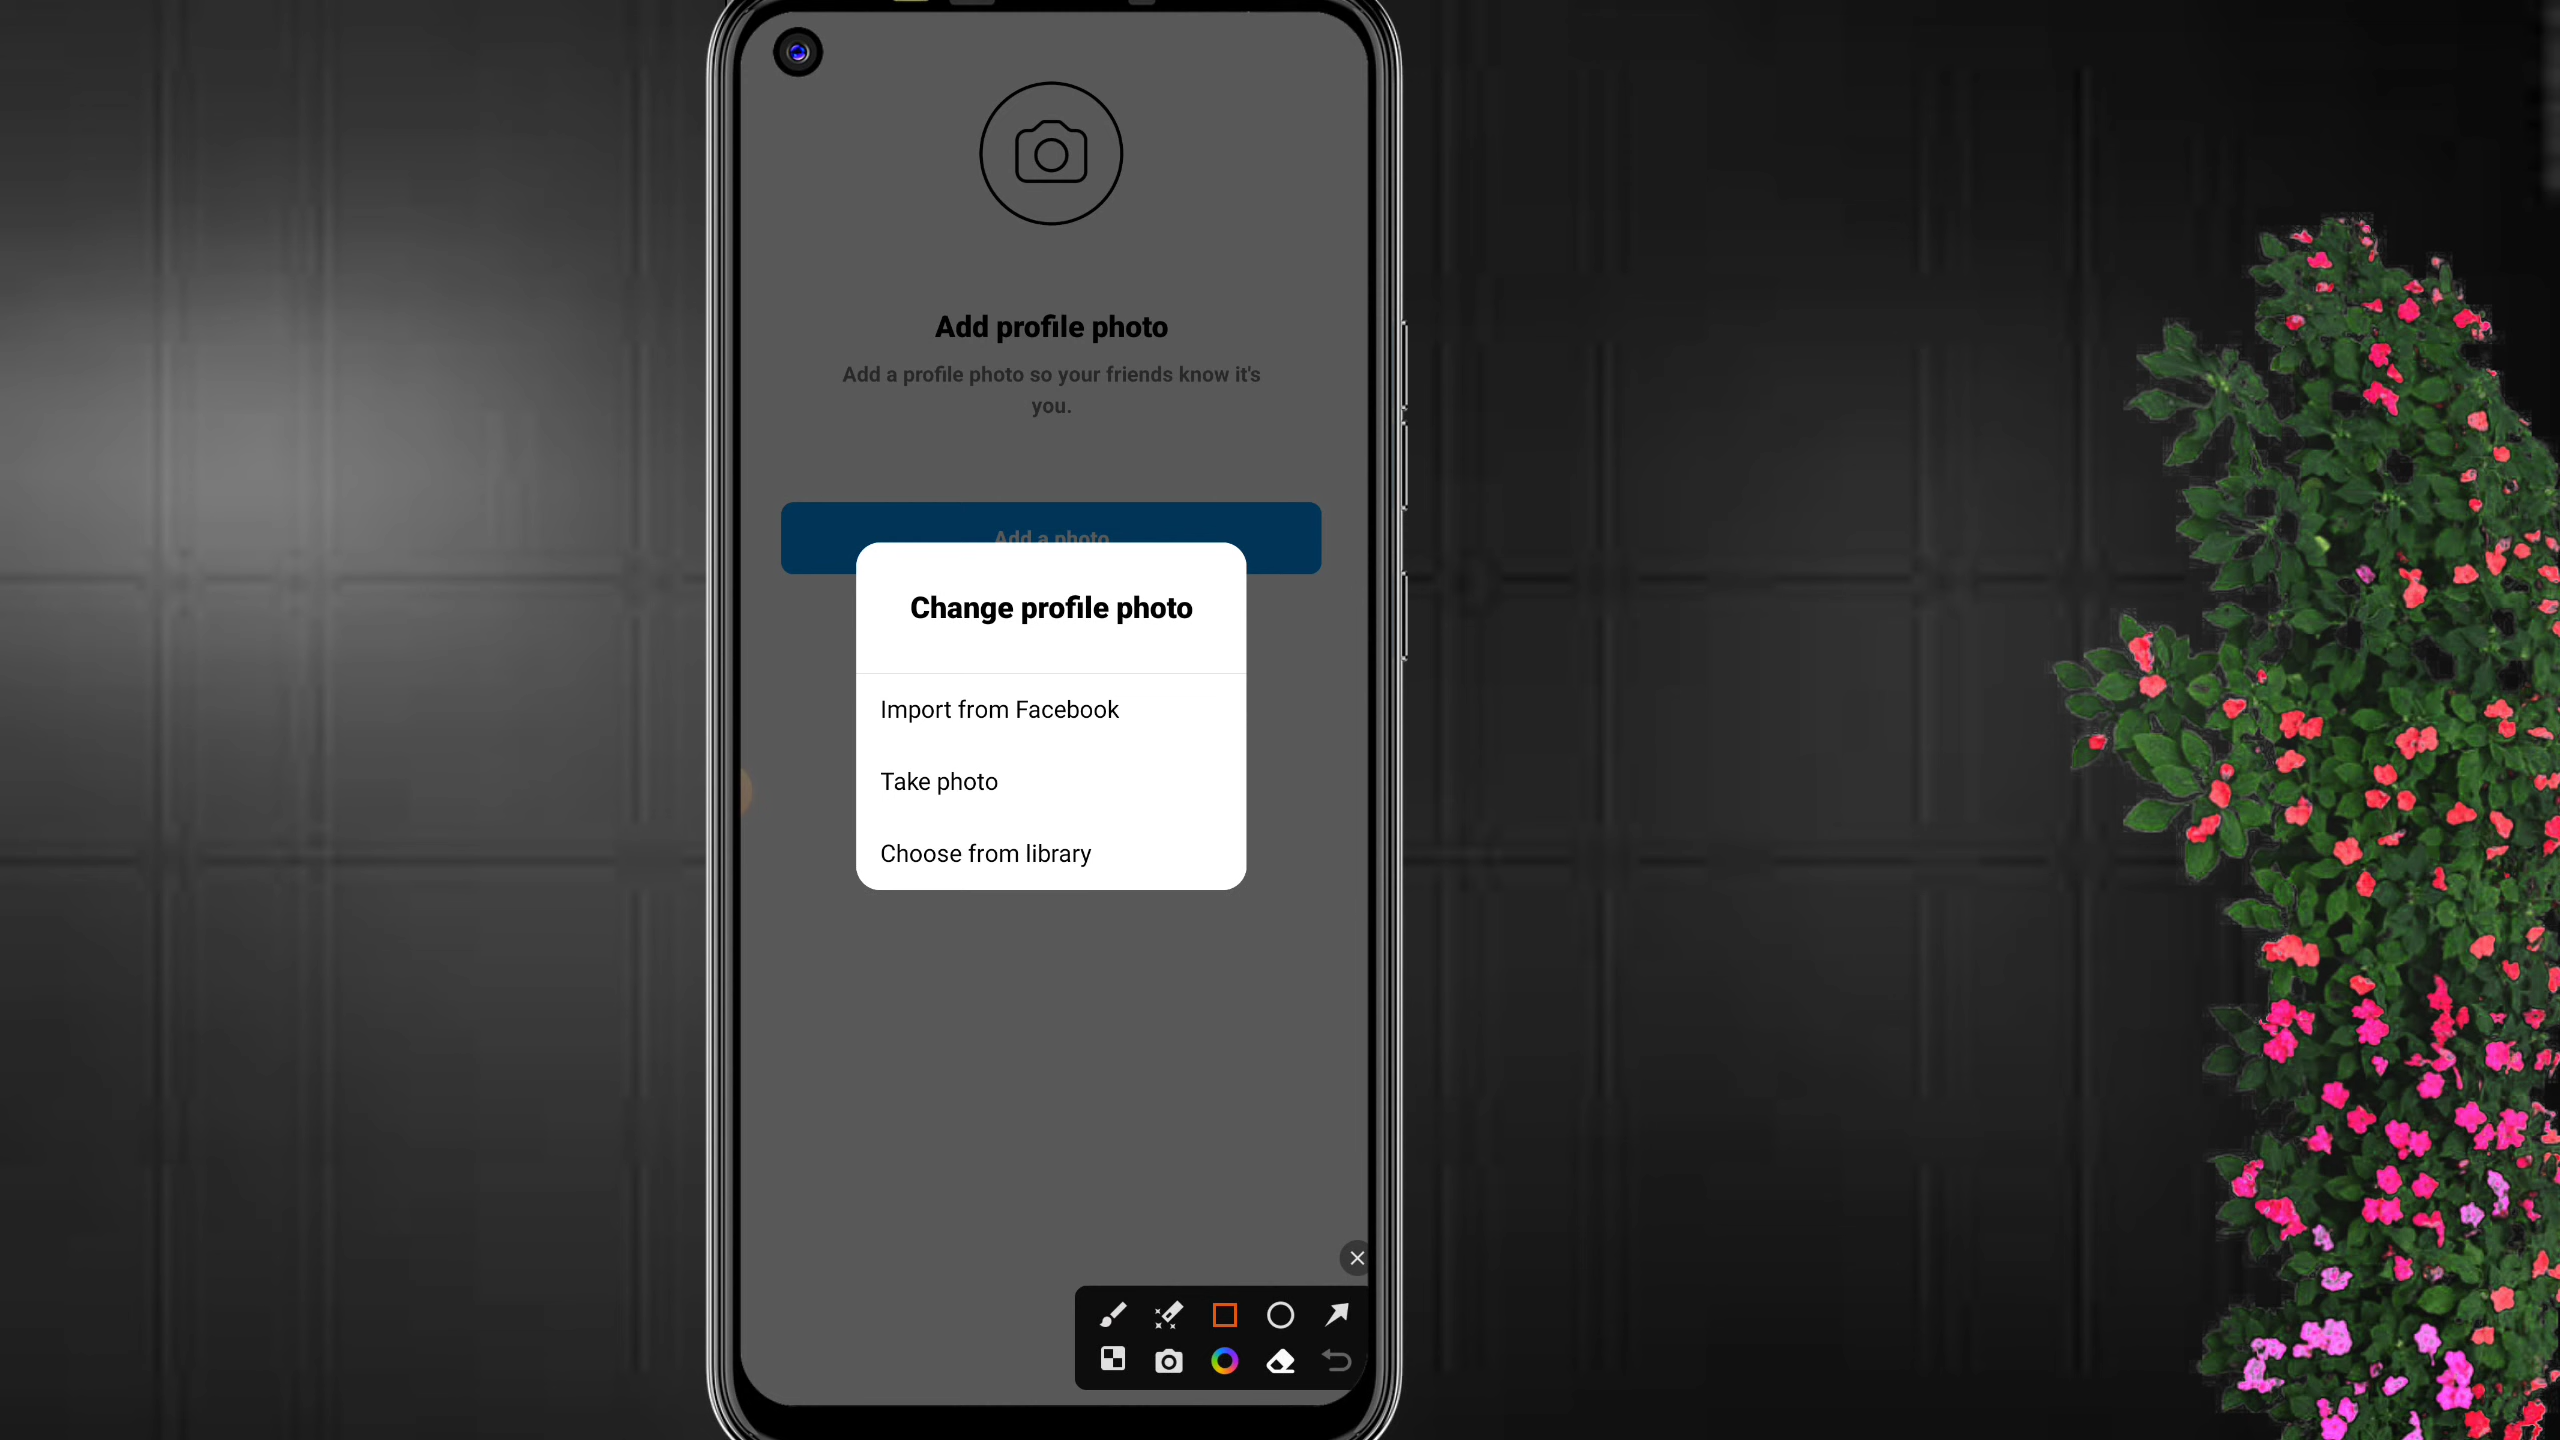 Add profile photo
Add a profile photo so your friends know it's
you.
Add a photo
Change profile photo
Import from Facebook
Take photo
Choose from library